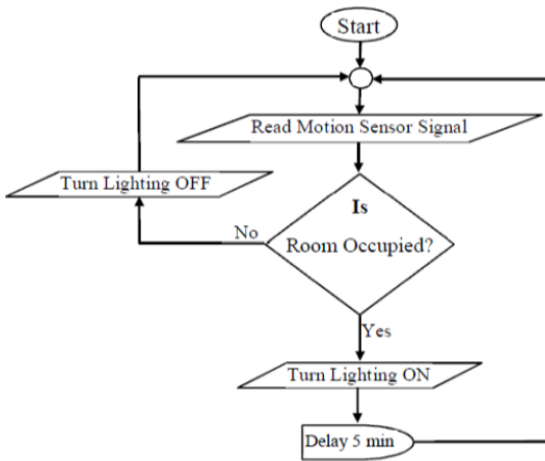 Start
Read Motion Sensor Signal
Turn Lighting OFF
Is
Room Occupied?
No
Yes
Turn Lighting ON
Delay 5 min